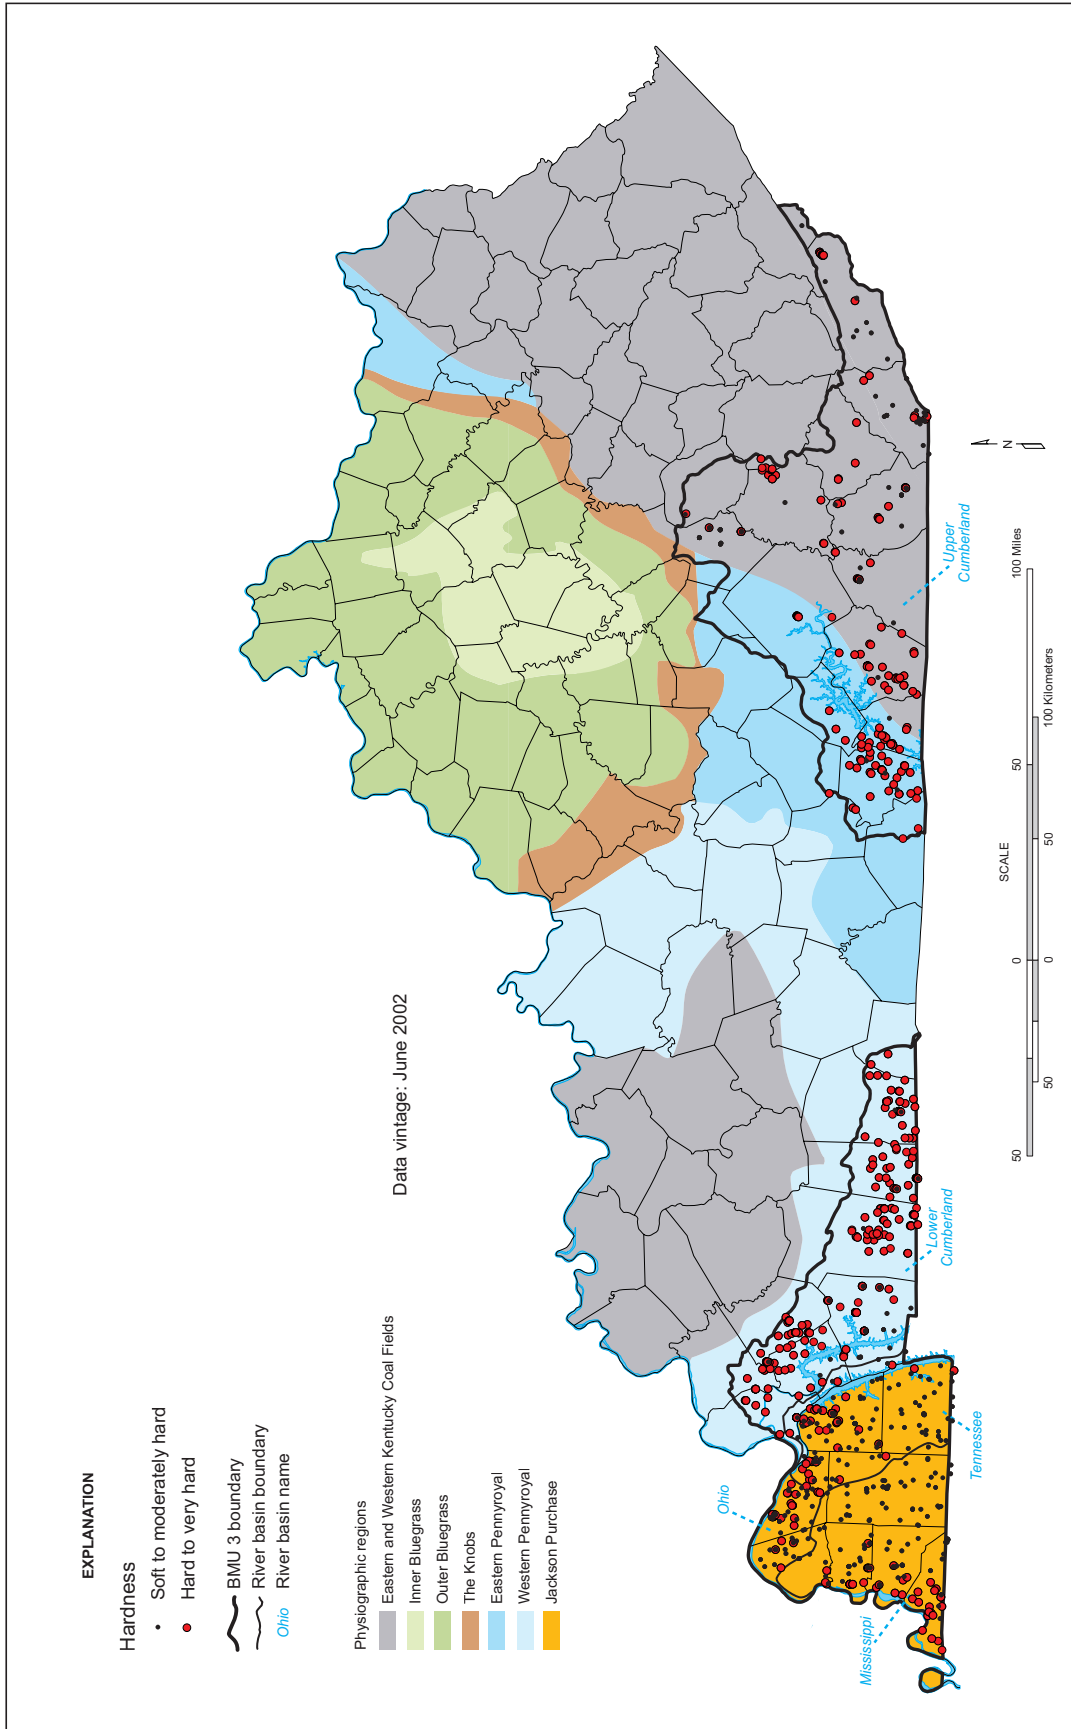 EXPLANATION
Hardness
Soft to moderately hard
Hard to very hard
BMU 3 boundary
River basin boundary
Ohio River basin name
Physiographic regions
Eastern and Western Kentucky Coal Fields
Inner Bluegrass
Outer Bluegrass
The Knobs
Eastern Pennyroyal
Western Pennyroyal
Jackson Purchase
Data vintage: June 2002
Mississippi
Ohio
Tennessee
Lower
Cumberland
Upper
Cumberland
N
SCALE
50 0 50 100 Miles
50 0 50 100 Kilometers